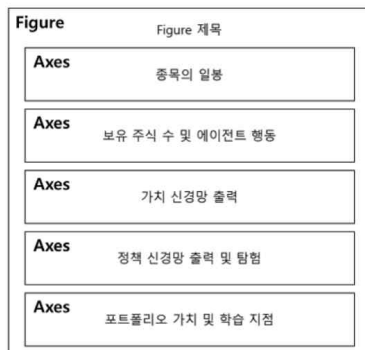 Figure
Figure 제목
Axes
종목의 일봉
Axes
보유 주식 수 및 에이전트 행동
Axes
가치 신경망 출력
Axes
정책 신경망 출력 및 탐험
Axes
포트폴리오 가치 및 학습 지점